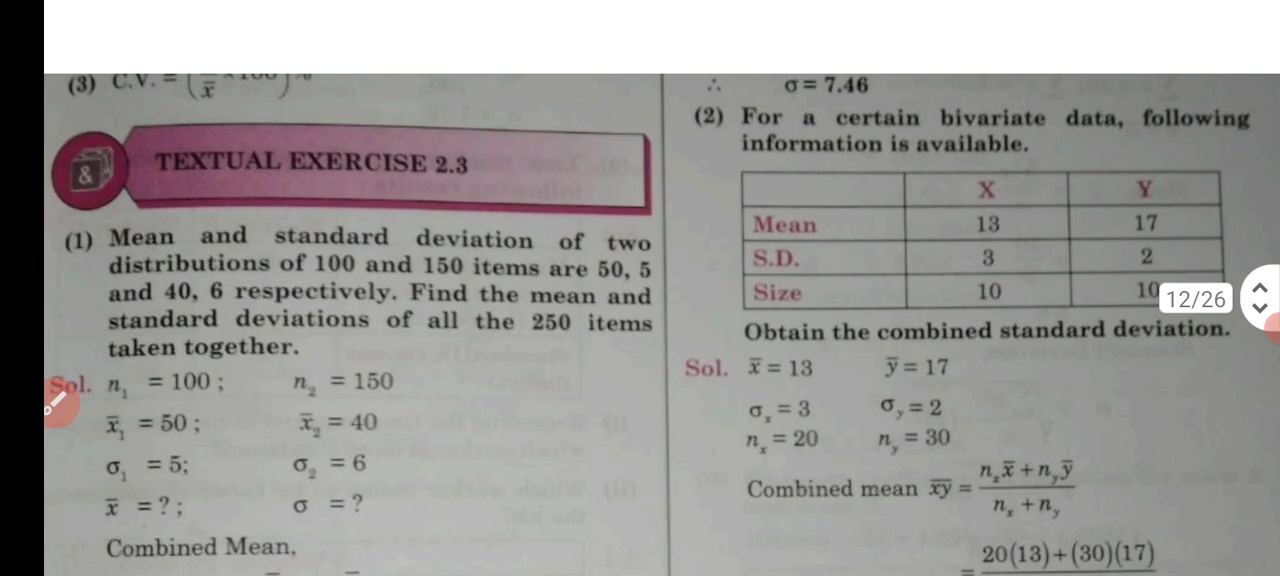 (3) C.V. =
TEXTUAL EXERCISE 2.3
&
(1) Mean and standard deviation of two
distributions of 100 and 150 items are 50, 5
and 40, 6 respectively. Find the mean and
standard deviations of all the 250 items
taken together.
Sol. n₁ = 100 ; n₂ = 150
x̄₁ = 50 ; x̄₂ = 40
σ₁ = 5; σ₂ = 6
x̄ = ? ; σ = ?
Combined Mean,
∴ σ = 7.46
(2) For a certain bivariate data, following
information is available.
X Y
Mean 13 17
S.D. 3 2
Size 10 10
12/26
Obtain the combined standard deviation.
Sol. x̄ = 13 ȳ = 17
σₓ = 3 σᵧ = 2
nₓ = 20 nᵧ = 30
Combined mean x̄ȳ = (nₓx̄ + nᵧȳ) / (nₓ + nᵧ)
= 20(13)+(30)(17)